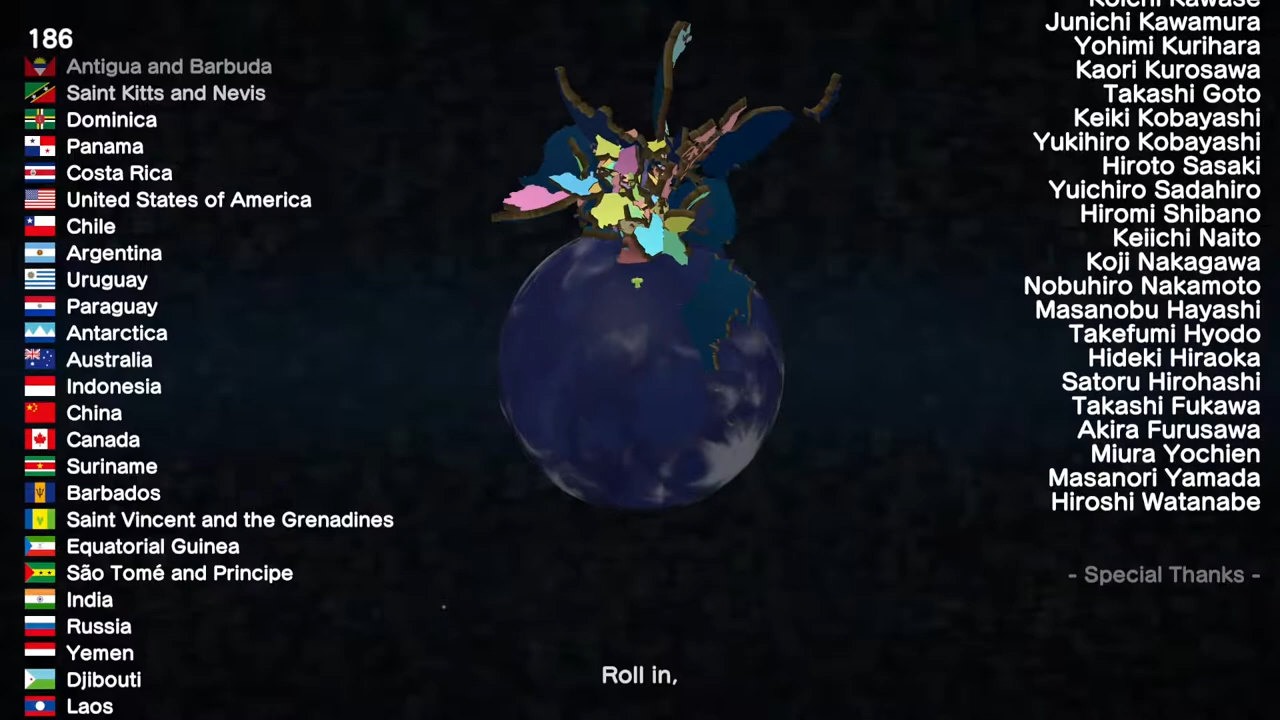 186
Antigua and Barbuda
Saint Kitts and Nevis
Dominica
Panama
Costa Rica
United States of America
Chile
Argentina
Uruguay
Paraguay
Antarctica
Australia
Indonesia
China
Canada
Suriname
Barbados
Saint Vincent and the Grenadines
Equatorial Guinea
São Tomé and Principe
India
Russia
Yemen
Djibouti
Laos
Koichi Kawase
Junichi Kawamura
Yohimi Kurihara
Kaori Kurosawa
Takashi Goto
Keiki Kobayashi
Yukihiro Kobayashi
Hiroto Sasaki
Yuichiro Sadahiro
Hiromi Shibano
Keiichi Naito
Koji Nakagawa
Nobuhiro Nakamoto
Masanobu Hayashi
Takefumi Hyodo
Hideki Hiraoka
Satoru Hirohashi
Takashi Fukawa
Akira Furusawa
Miura Yochien
Masanori Yamada
Hiroshi Watanabe
- Special Thanks -
Roll in,